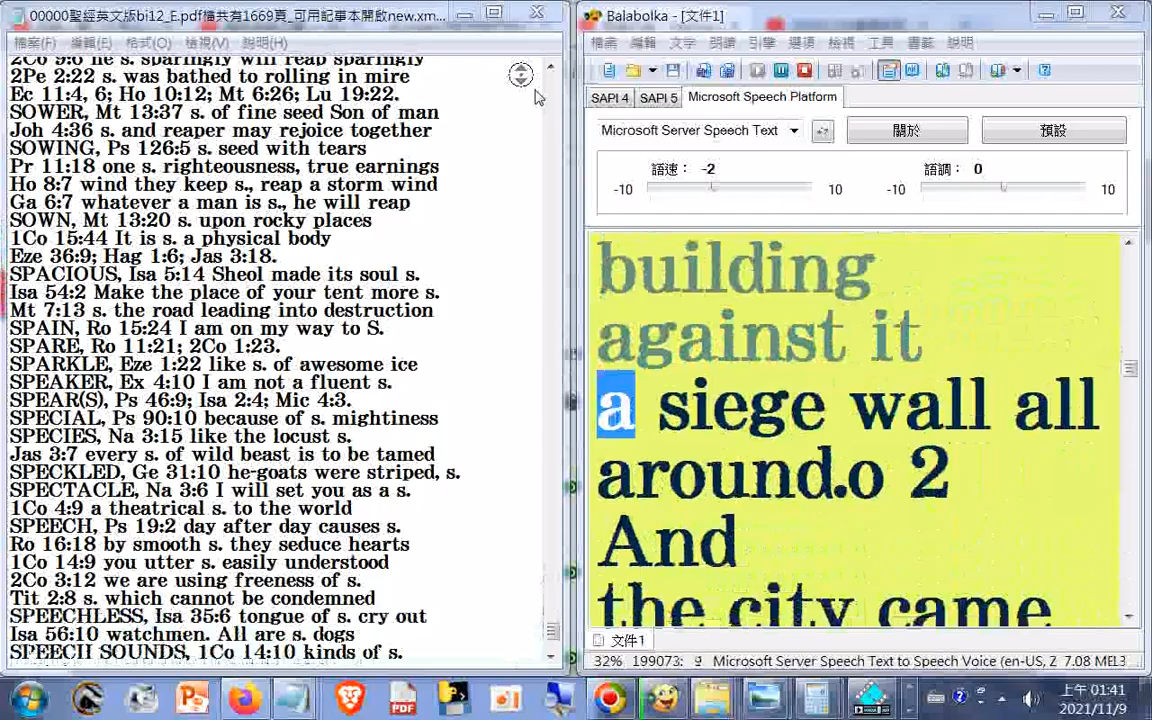 00000聖經英文版bi12_E.pdf檔共有1669頁_可用記事本開啟new.xm...
檔案(F) 編輯(E) 格式(O) 檢視(V) 說明(H)
2Co 9:6 he s. sparingly will reap sparingly
2Pe 2:22 s. was bathed to rolling in mire
Ec 11:4, 6; Ho 10:12; Mt 6:26; Lu 19:22.
SOWER, Mt 13:37 s. of fine seed Son of man
Joh 4:36 s. and reaper may rejoice together
SOWING, Ps 126:5 s. seed with tears
Pr 11:18 one s. righteousness, true earnings
Ho 8:7 wind they keep s., reap a storm wind
Ga 6:7 whatever a man is s., he will reap
SOWN, Mt 13:20 s. upon rocky places
1Co 15:44 It is s. a physical body
Eze 36:9; Hag 1:6; Jas 3:18.
SPACIOUS, Isa 5:14 Sheol made its soul s.
Isa 54:2 Make the place of your tent more s.
Mt 7:13 s. the road leading into destruction
SPAIN, Ro 15:24 I am on my way to S.
SPARE, Ro 11:21; 2Co 1:23.
SPARKLE, Eze 1:22 like s. of awesome ice
SPEAKER, Ex 4:10 I am not a fluent s.
SPEAR(S), Ps 46:9; Isa 2:4; Mic 4:3.
SPECIAL, Ps 90:10 because of s. mightiness
SPECIES, Na 3:15 like the locust s.
Jas 3:7 every s. of wild beast is to be tamed
SPECKLED, Ge 31:10 he-goats were striped, s.
SPECTACLE, Na 3:6 I will set you as a s.
1Co 4:9 a theatrical s. to the world
SPEECH, Ps 19:2 day after day causes s.
Ro 16:18 by smooth s. they seduce hearts
1Co 14:9 you utter s. easily understood
2Co 3:12 we are using freeness of s.
Tit 2:8 s. which cannot be condemned
SPEECHLESS, Isa 35:6 tongue of s. cry out
Isa 56:10 watchmen. All are s. dogs
SPEECH SOUNDS, 1Co 14:10 kinds of s.
Balabolka - [文件1]
檔案 編輯 文字 朗讀 引擎 選項 檢視 工具 書籤 說明
SAPI 4 SAPI 5 Microsoft Speech Platform
Microsoft Server Speech Text 關於 預設
語速： -2 語調： 0
-10 10 -10 10
building
against it
a siege wall all
around.o 2
And
the city came
文件1
32% 199073: 9 Microsoft Server Speech Text to Speech Voice (en-US, Z 7.08 MEL3
PDF
上午 01:41
2021/11/9